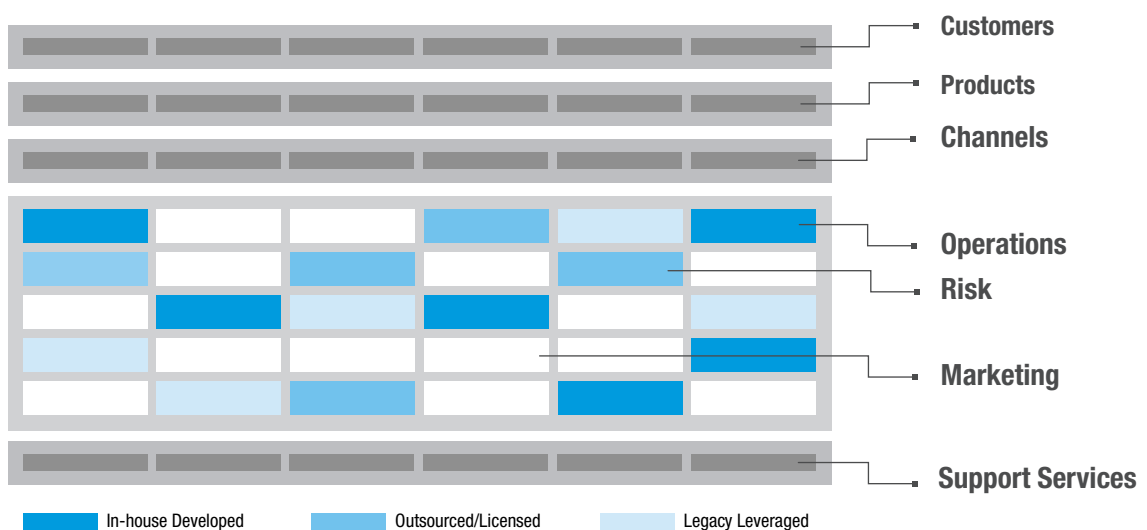 Customers
Products
Channels
Operations
Risk
Marketing
Support Services
In-house Developed
Outsourced/Licensed
Legacy Leveraged